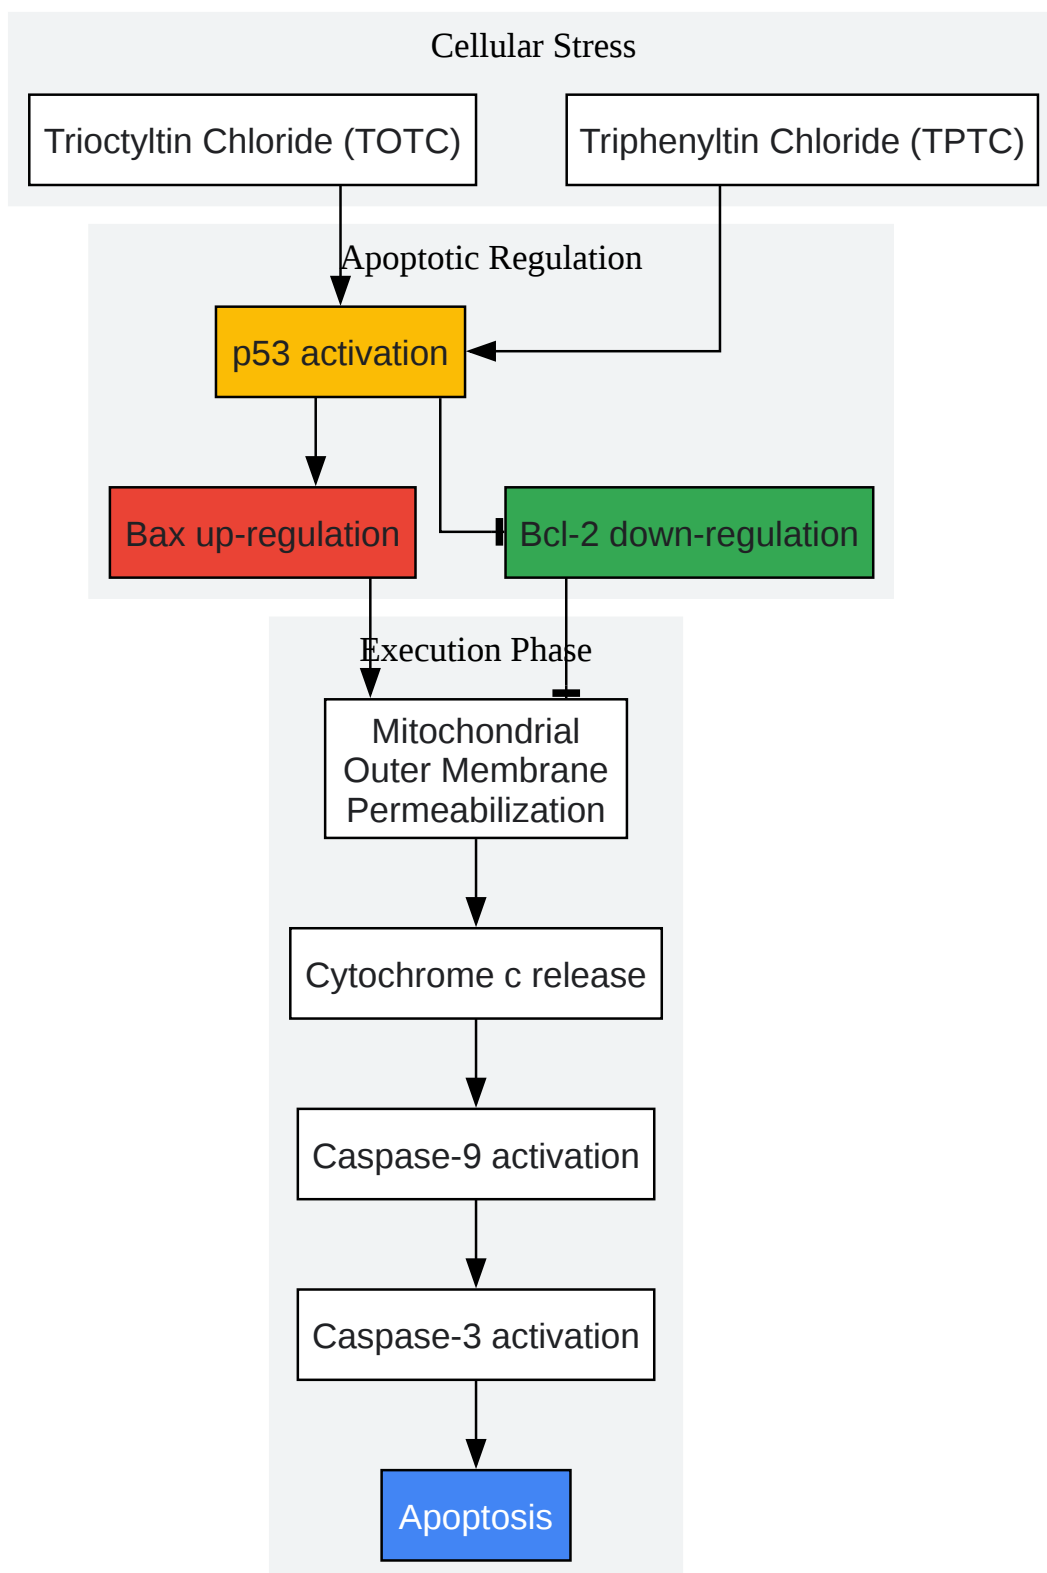 Cellular Stress
Trioctyltin Chloride (TOTC)
Triphenyltin Chloride (TPTC)
Apoptotic Regulation
p53 activation
Bax up-regulation
Bcl-2 down-regulation
Execution Phase
Mitochondrial
Outer Membrane
Permeabilization
Cytochrome c release
Caspase-9 activation
Caspase-3 activation
Apoptosis